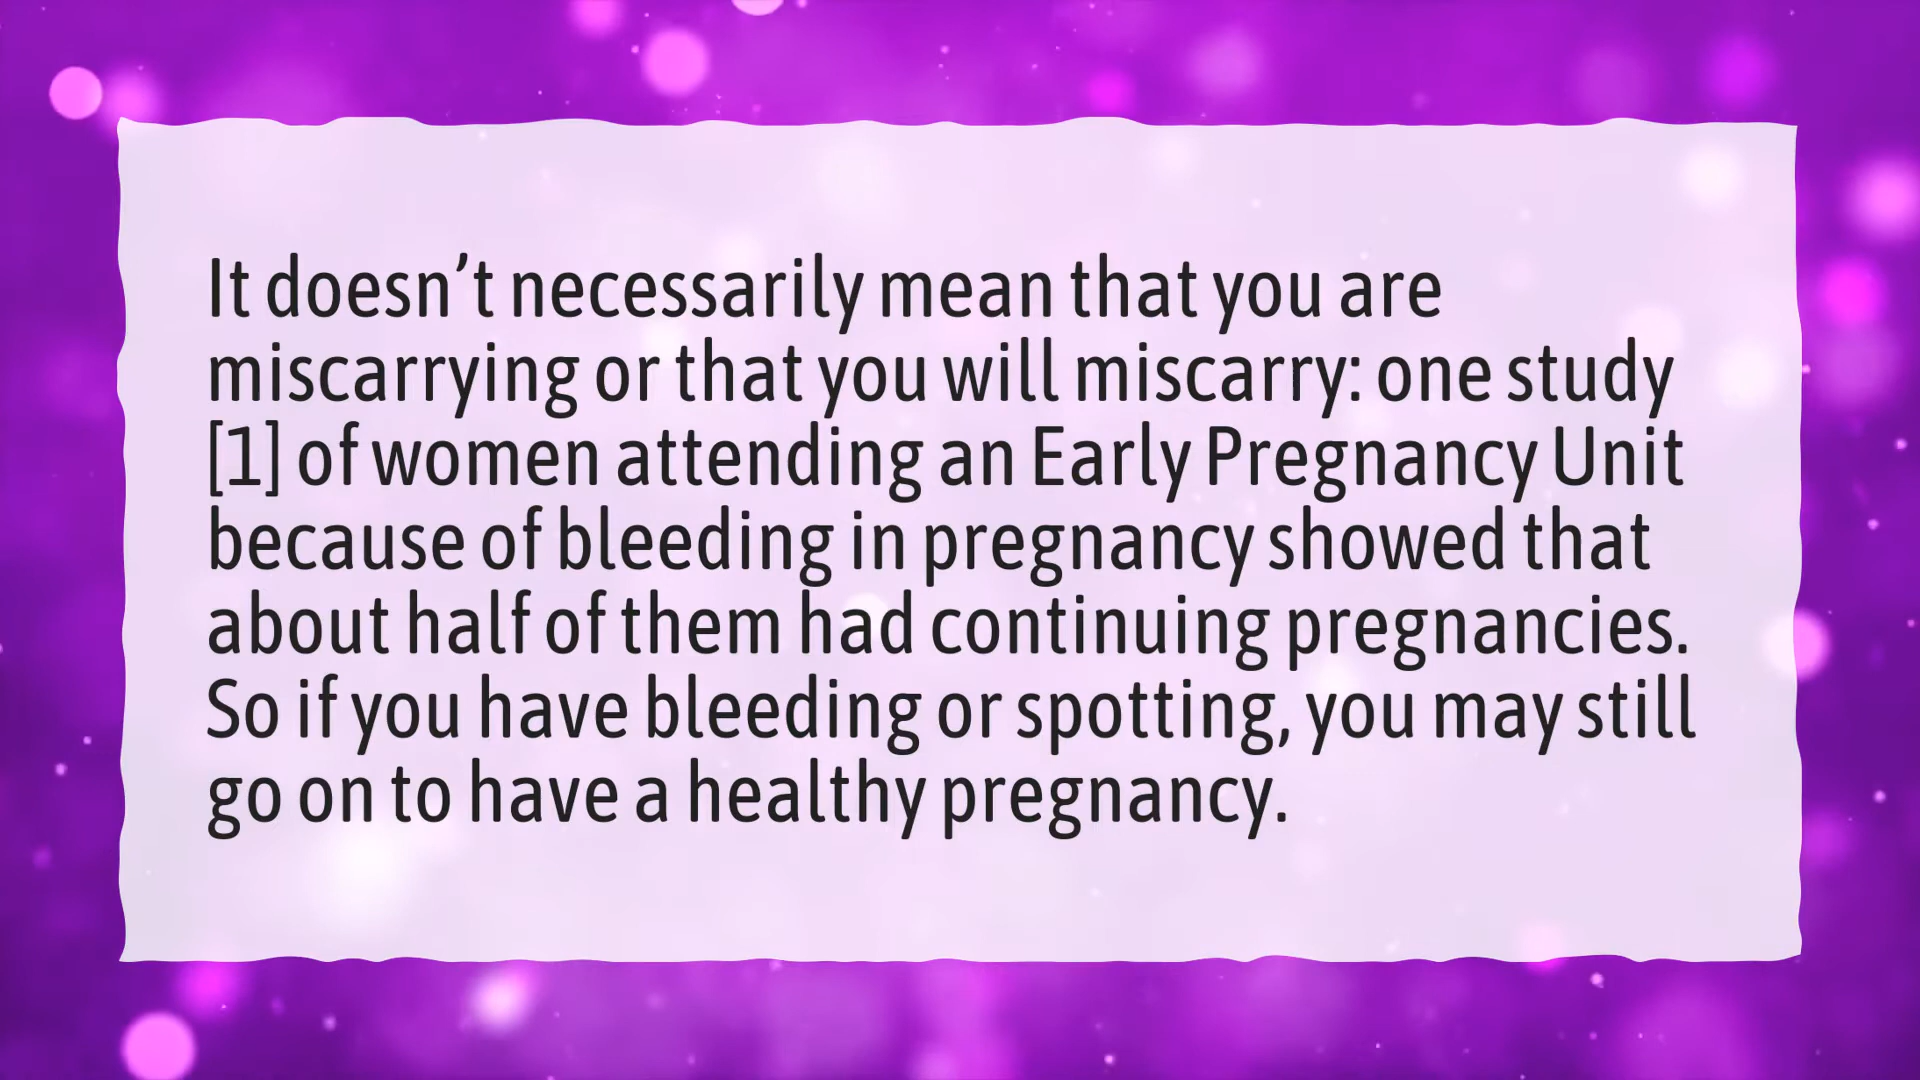 It doesn’t necessarily mean that you are
miscarrying or that you will miscarry: one study
[1] of women attending an Early Pregnancy Unit
because of bleeding in pregnancy showed that
about half of them had continuing pregnancies.
So if you have bleeding or spotting, you may still
go on to have a healthy pregnancy.